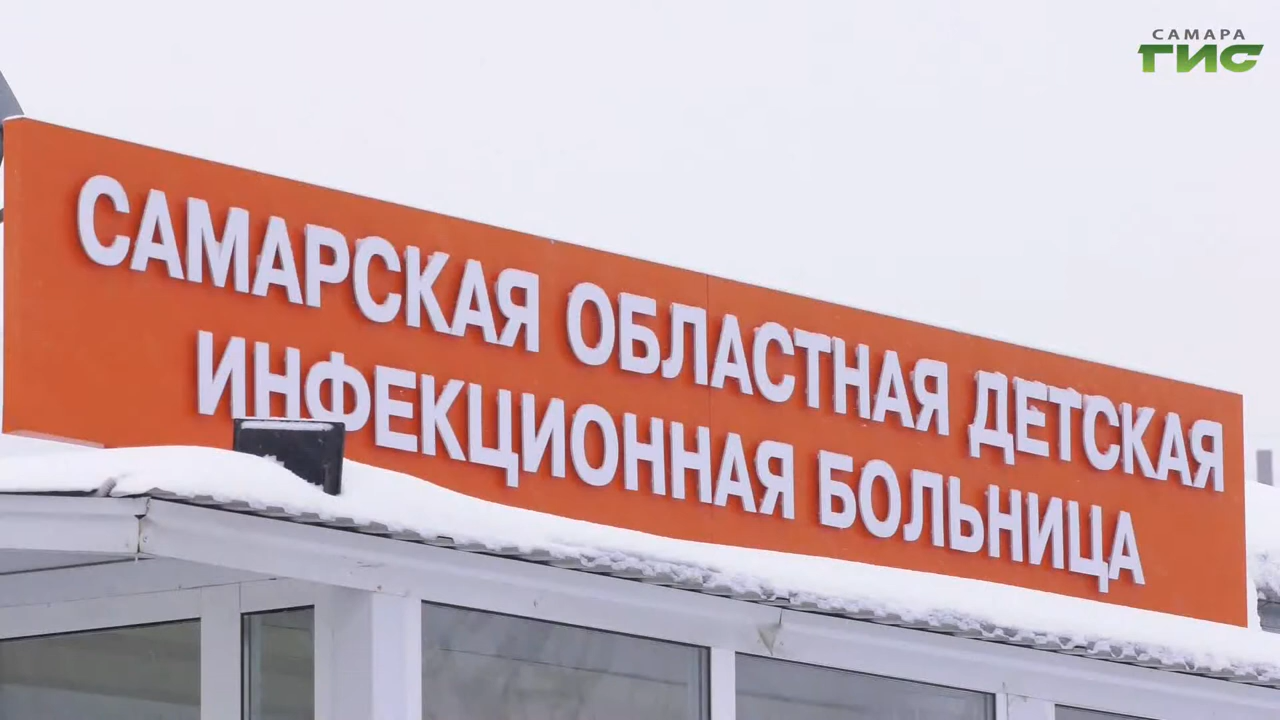 САМАРА
ГИС
САМАРСКАЯ ОБЛАСТНАЯ ДЕТСКАЯ
ИНФЕКЦИОННАЯ БОЛЬНИЦА